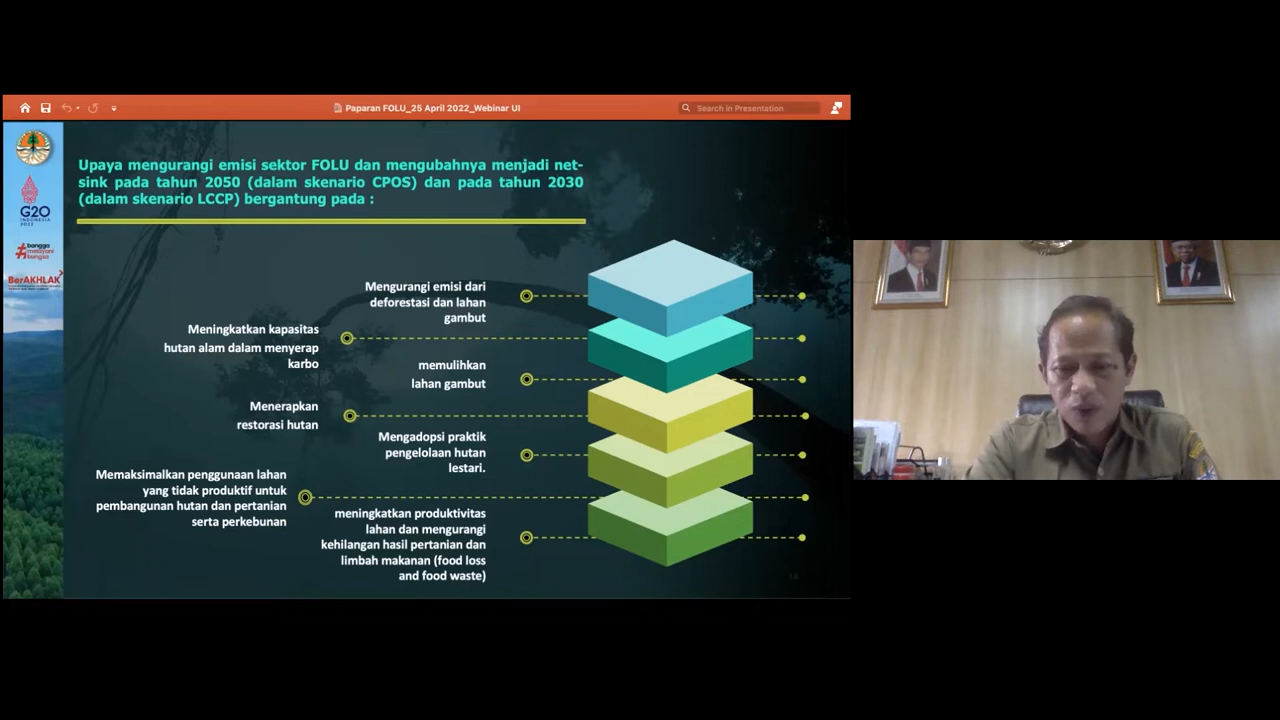 Paparan FOLU_25 April 2022_Webinar UI
Search in Presentation
Upaya mengurangi emisi sektor FOLU dan mengubahnya menjadi net-
sink pada tahun 2050 (dalam skenario CPOS) dan pada tahun 2030
(dalam skenario LCCP) bergantung pada :
G20
INDONESIA
2022
#bangga
melayani
bangsa
BerAKHLAK
Mengurangi emisi dari
deforestasi dan lahan
gambut
Meningkatkan kapasitas
hutan alam dalam menyerap
karbo
memulihkan
lahan gambut
Menerapkan
restorasi hutan
Mengadopsi praktik
pengelolaan hutan
lestari.
Memaksimalkan penggunaan lahan
yang tidak produktif untuk
pembangunan hutan dan pertanian
serta perkebunan
meningkatkan produktivitas
lahan dan mengurangi
kehilangan hasil pertanian dan
limbah makanan (food loss
and food waste)